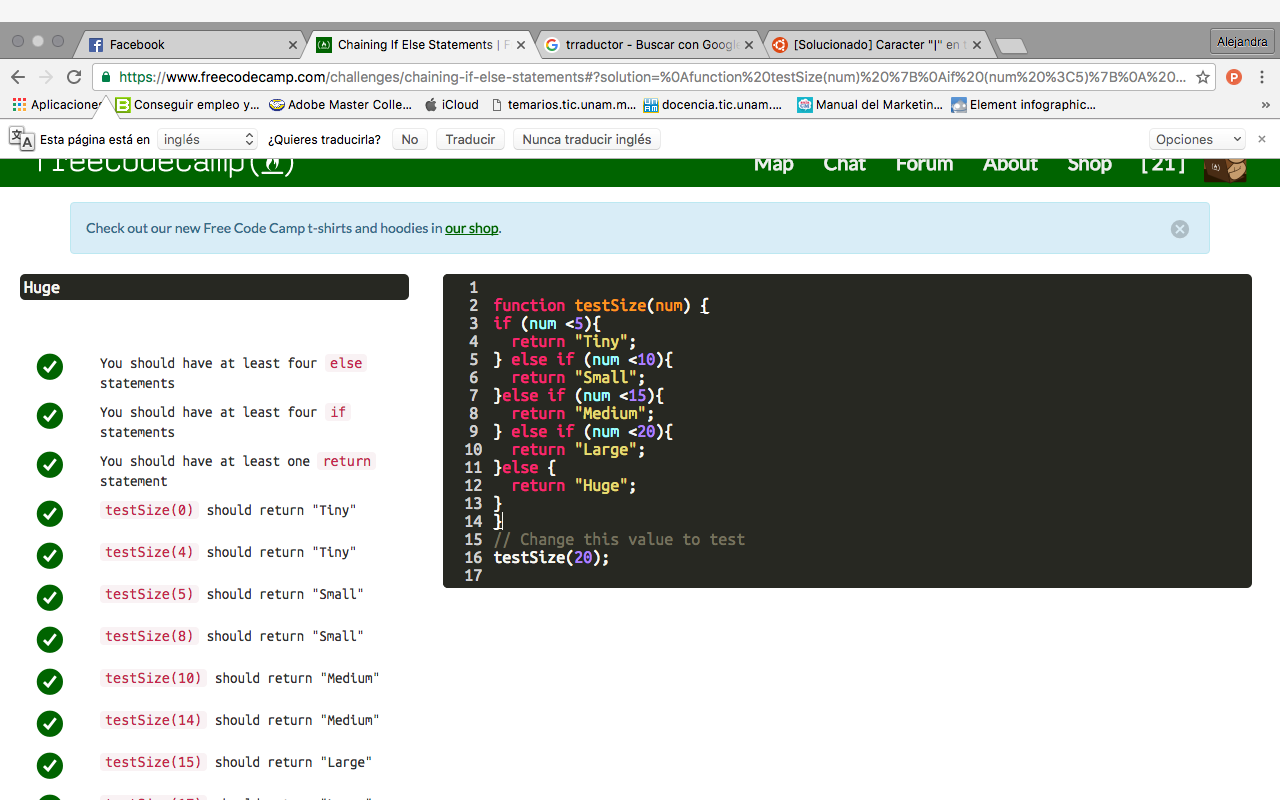 Facebook
Chaining If Else Statements | F
trraductor - Buscar con Google
[Solucionado] Caracter "|" en t
Alejandra
https://www.freecodecamp.com/challenges/chaining-if-else-statements#?solution=%0Afunction%20testSize(num)%20%7B%0Aif%20(num%20%3C5)%7B%0A%20...
Aplicaciones
Conseguir empleo y...
Adobe Master Colle...
iCloud
temarios.tic.unam.m...
docencia.tic.unam....
Manual del Marketin...
Element infographic...
»
Esta página está en
inglés
¿Quieres traducirla?
No
Traducir
Nunca traducir inglés
Opciones
freeCodeCamp
Map
Chat
Forum
About
Shop
[ 21 ]
Check out our new Free Code Camp t-shirts and hoodies in our shop.
Huge
You should have at least four else
statements
You should have at least four if
statements
You should have at least one return
statement
testSize(0) should return "Tiny"
testSize(4) should return "Tiny"
testSize(5) should return "Small"
testSize(8) should return "Small"
testSize(10) should return "Medium"
testSize(14) should return "Medium"
testSize(15) should return "Large"
1
2 function testSize(num) {
3 if (num <5){
4 return "Tiny";
5 } else if (num <10){
6 return "Small";
7 }else if (num <15){
8 return "Medium";
9 } else if (num <20){
10 return "Large";
11 }else {
12 return "Huge";
13 }
14 }
15 // Change this value to test
16 testSize(20);
17